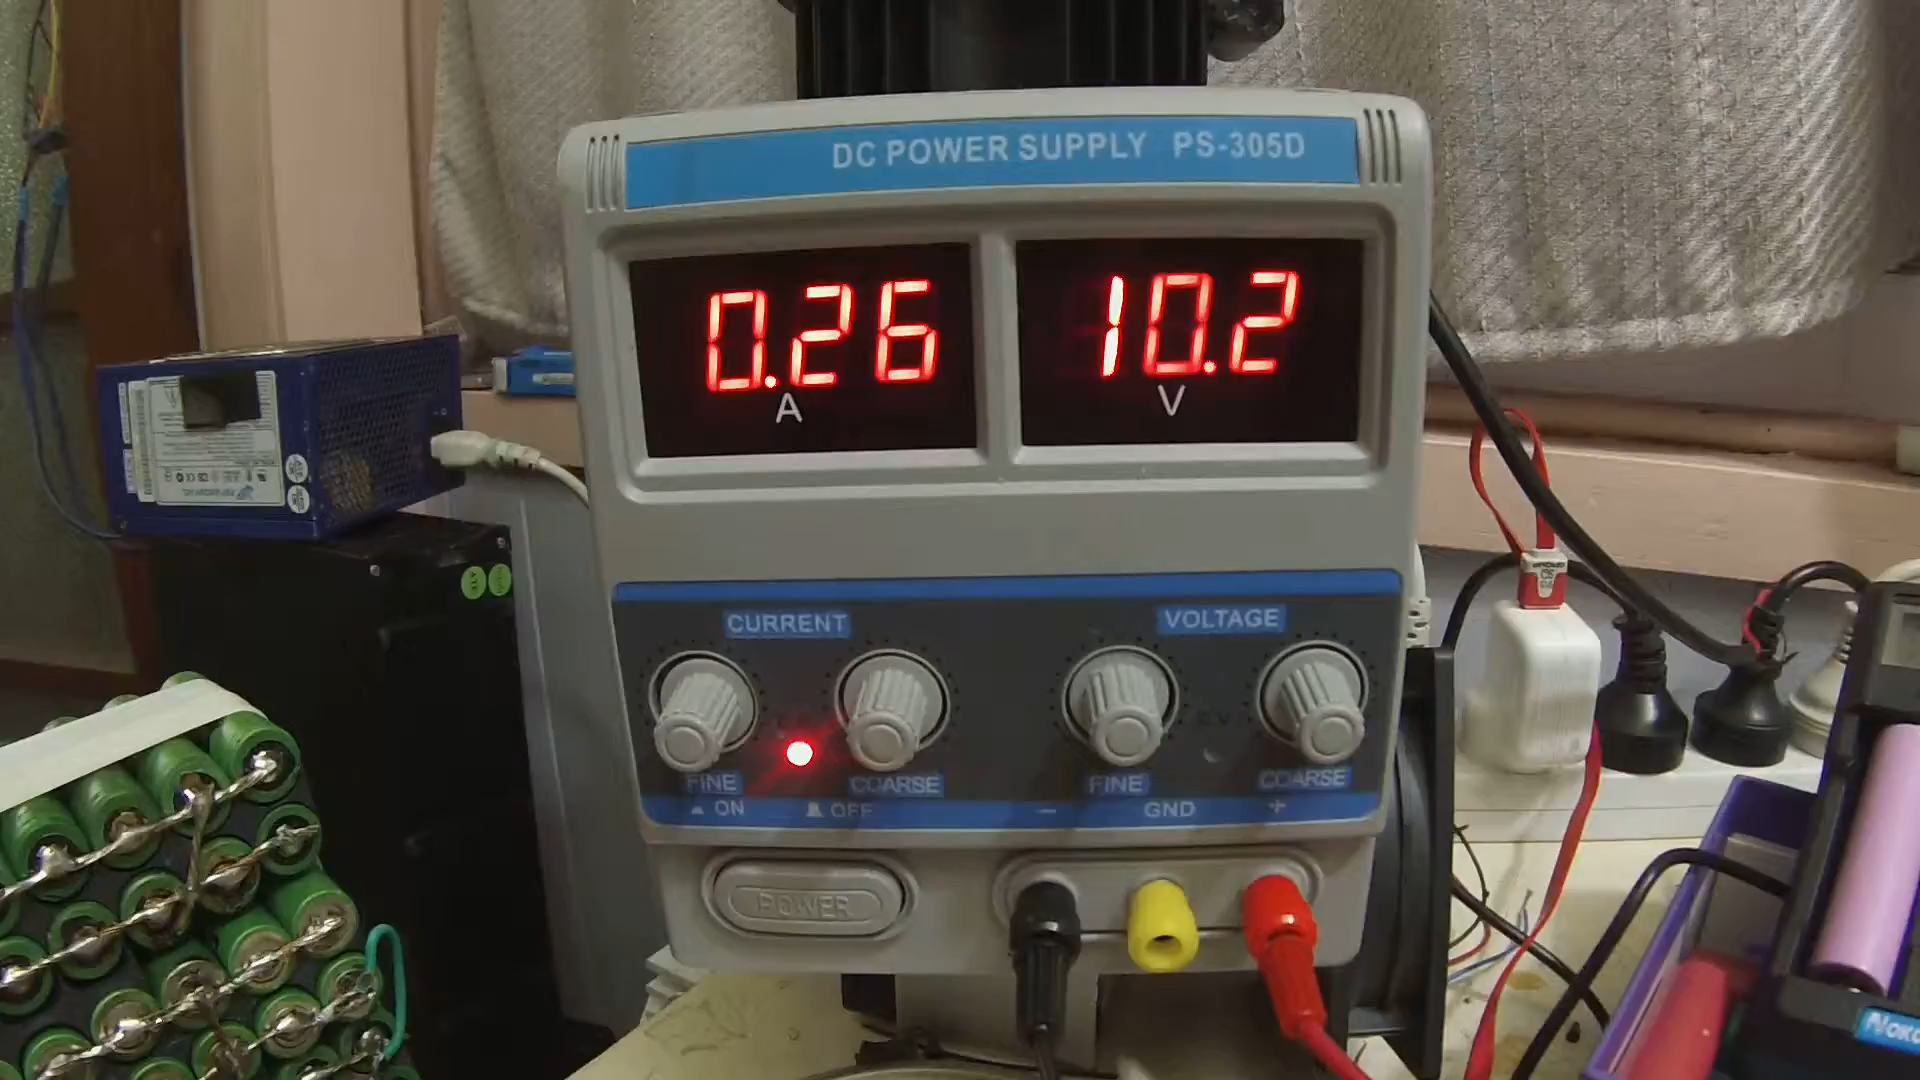 DC POWER SUPPLY PS-305D
0.26
10.2
A
V
CURRENT
VOLTAGE
FINE
COARSE
FINE
COARSE
ON
OFF
−
GND
+
POWER